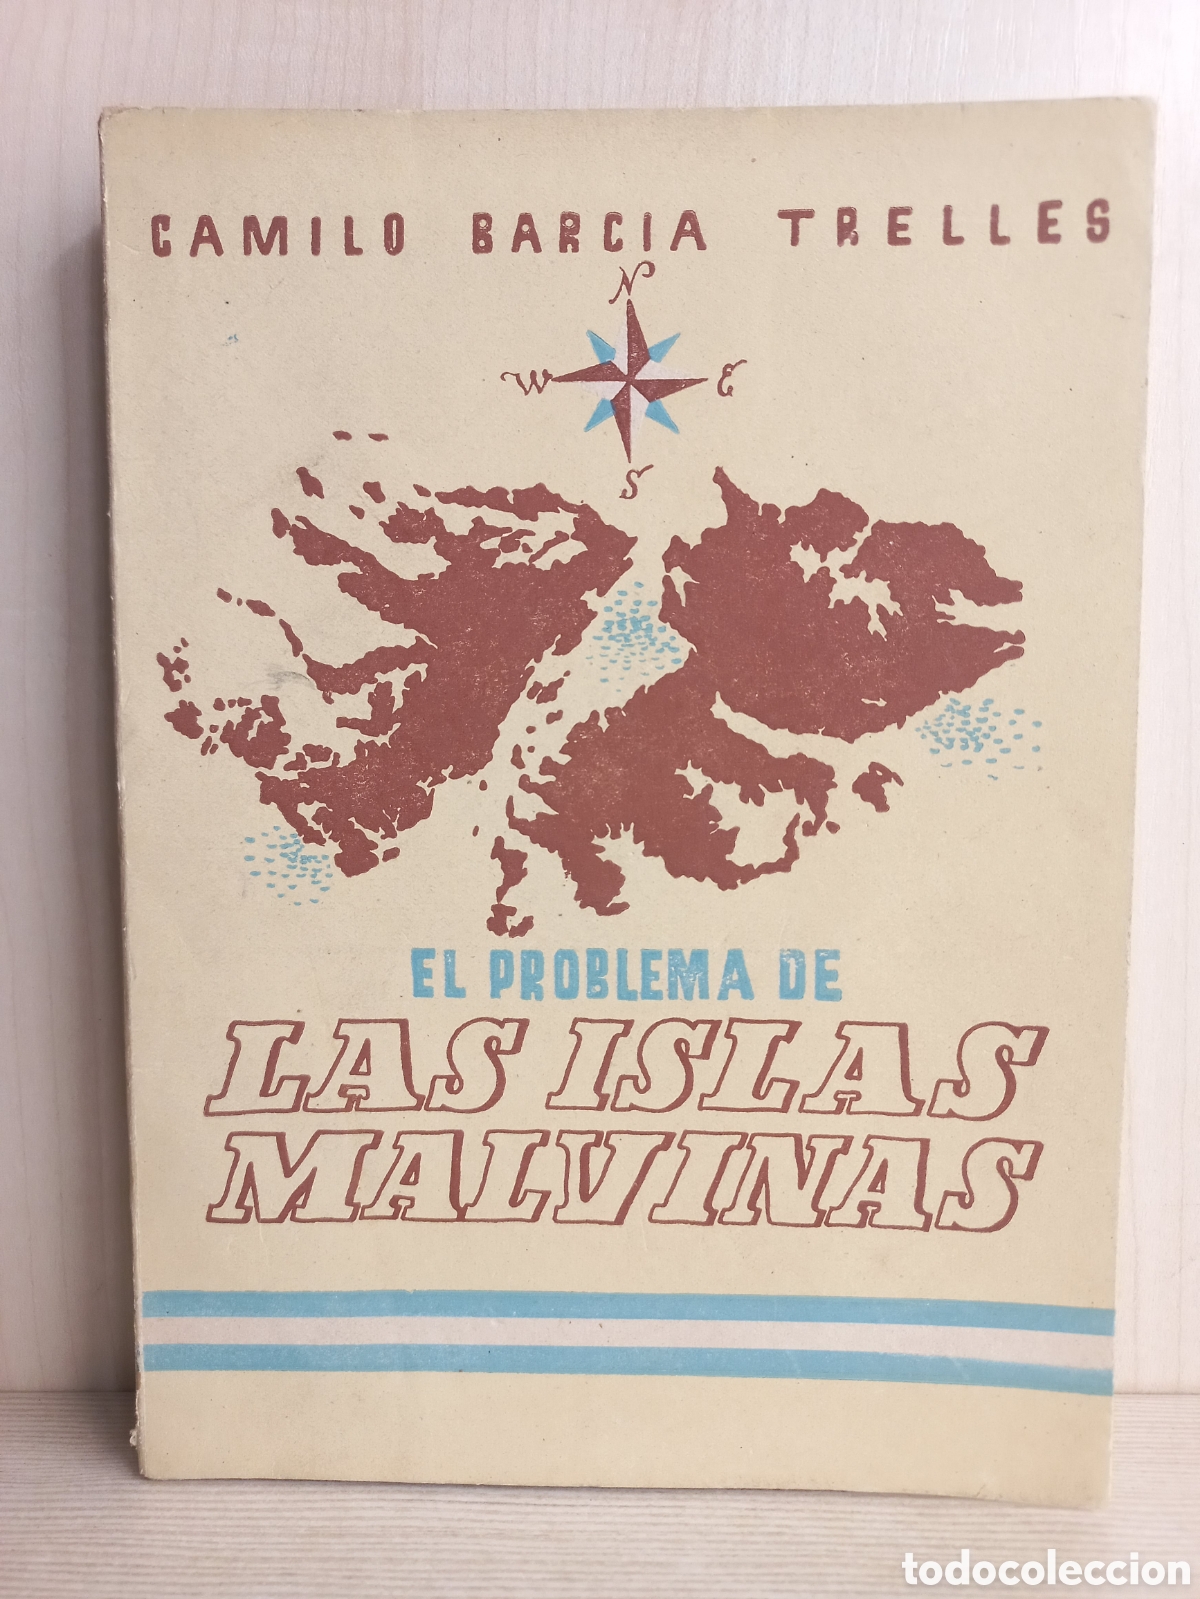 CAMILO BARCIA TRELLES
N
W E
S
EL PROBLEMA DE
LAS ISLAS
MALVINAS
todocoleccion